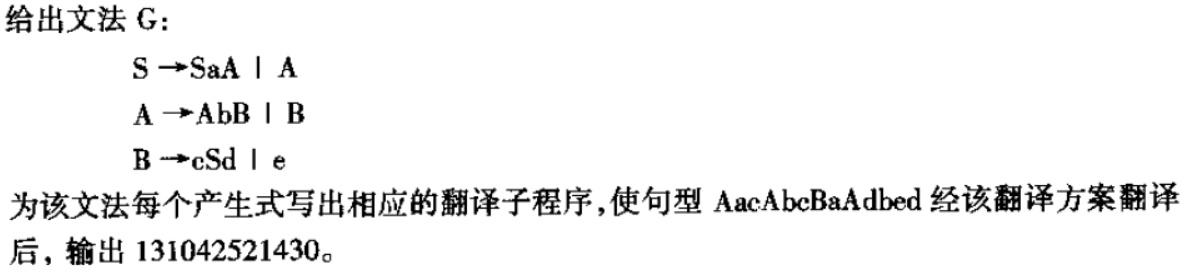 给出文法 G:
S →SaA | A
A →AbB | B
B →cSd | e
为该文法每个产生式写出相应的翻译子程序,使句型 AacAbcBaAdbed 经该翻译方案翻译
后, 输出 131042521430。